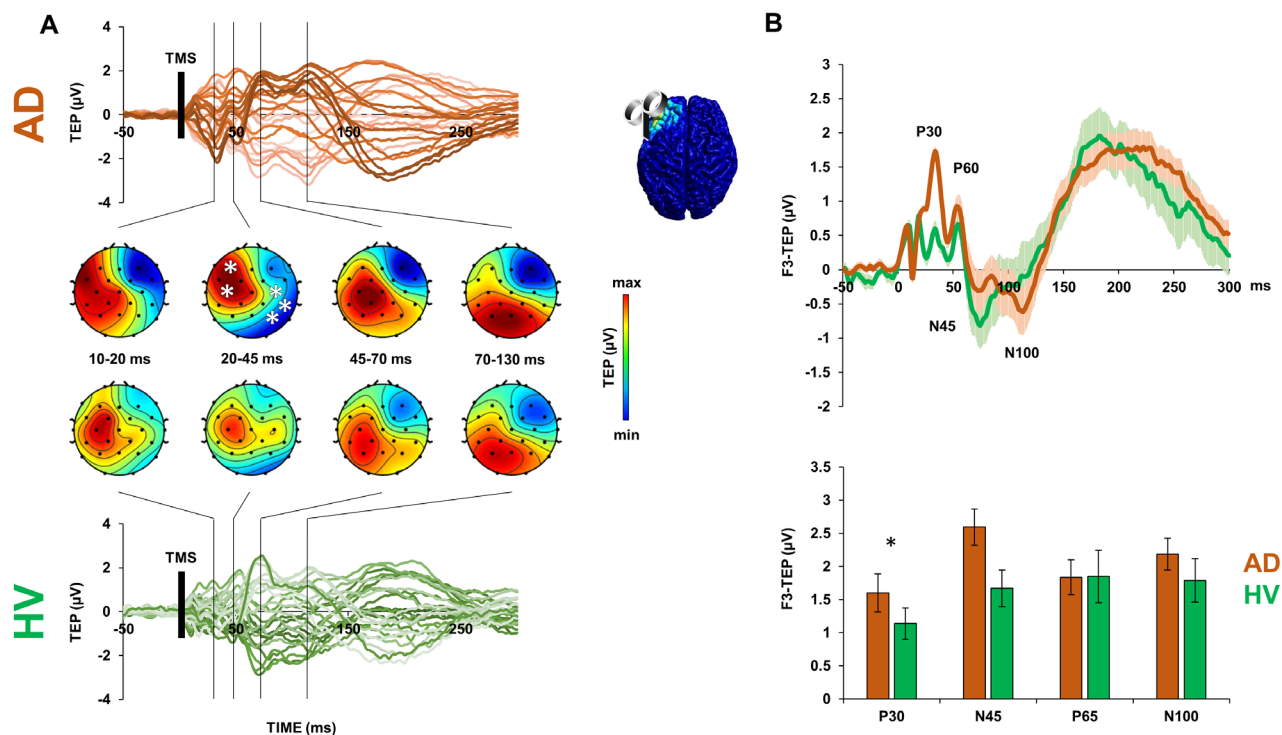 A
AD
TEP (µV)
4
2
0
-2
-4
TMS
-50
50
150
250
10-20 ms
20-45 ms
45-70 ms
70-130 ms
*
*
*
*
*
max
TEP (µV)
min
HV
TEP (µV)
4
2
0
-2
-4
TMS
-50
50
150
250
TIME (ms)
B
F3-TEP (µV)
3
2.5
2
1.5
1
0.5
0
-0.5
-1
-1.5
-2
P30
P60
N45
N100
-50
0
50
100
150
200
250
300
ms
F3-TEP (µV)
3.5
3
2.5
2
1.5
1
0.5
0
*
P30
N45
P65
N100
AD
HV